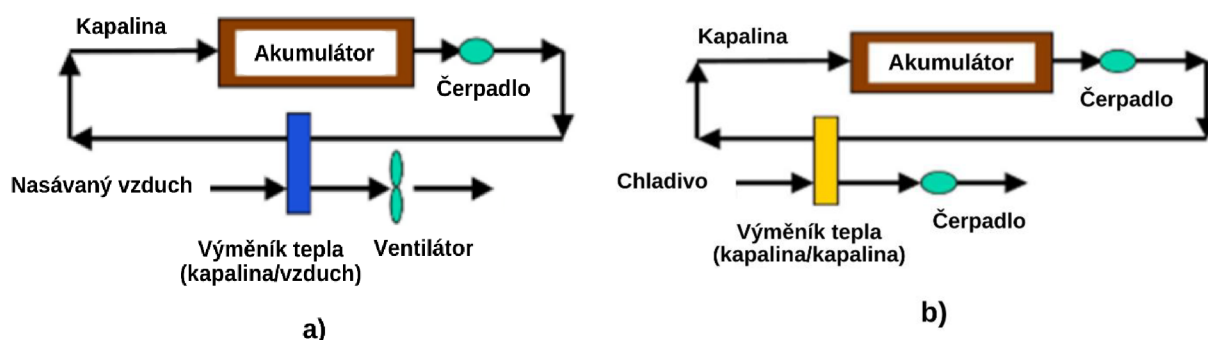 Kapalina
Akumulátor
Čerpadlo
Nasávaný vzduch
Výměník tepla
(kapalina/vzduch)
Ventilátor
a)
Kapalina
Akumulátor
Čerpadlo
Chladivo
Čerpadlo
Výměník tepla
(kapalina/kapalina)
b)